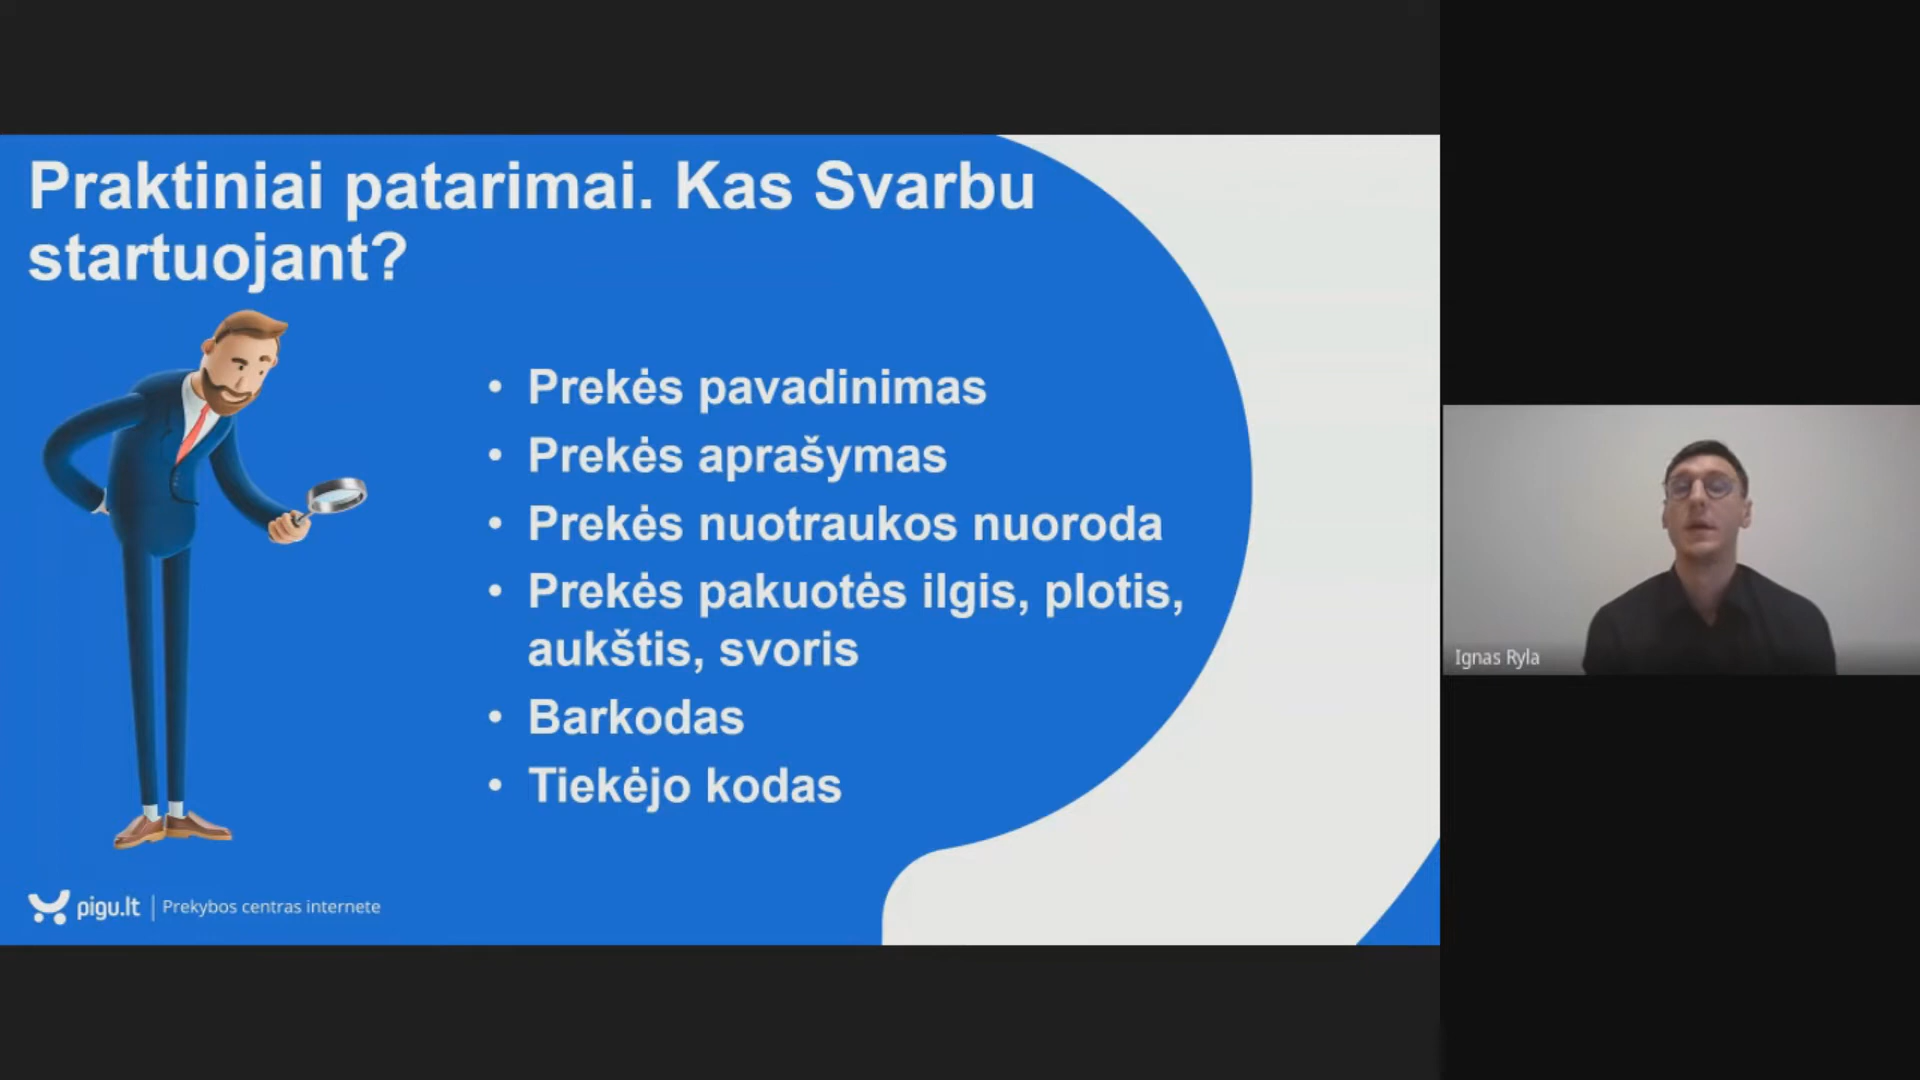 Praktiniai patarimai. Kas Svarbu
startuojant?
• Prekės pavadinimas
• Prekės aprašymas
• Prekės nuotraukos nuoroda
• Prekės pakuotės ilgis, plotis,
aukštis, svoris
• Barkodas
• Tiekėjo kodas
pigu.lt | Prekybos centras internete
Ignas Ryla